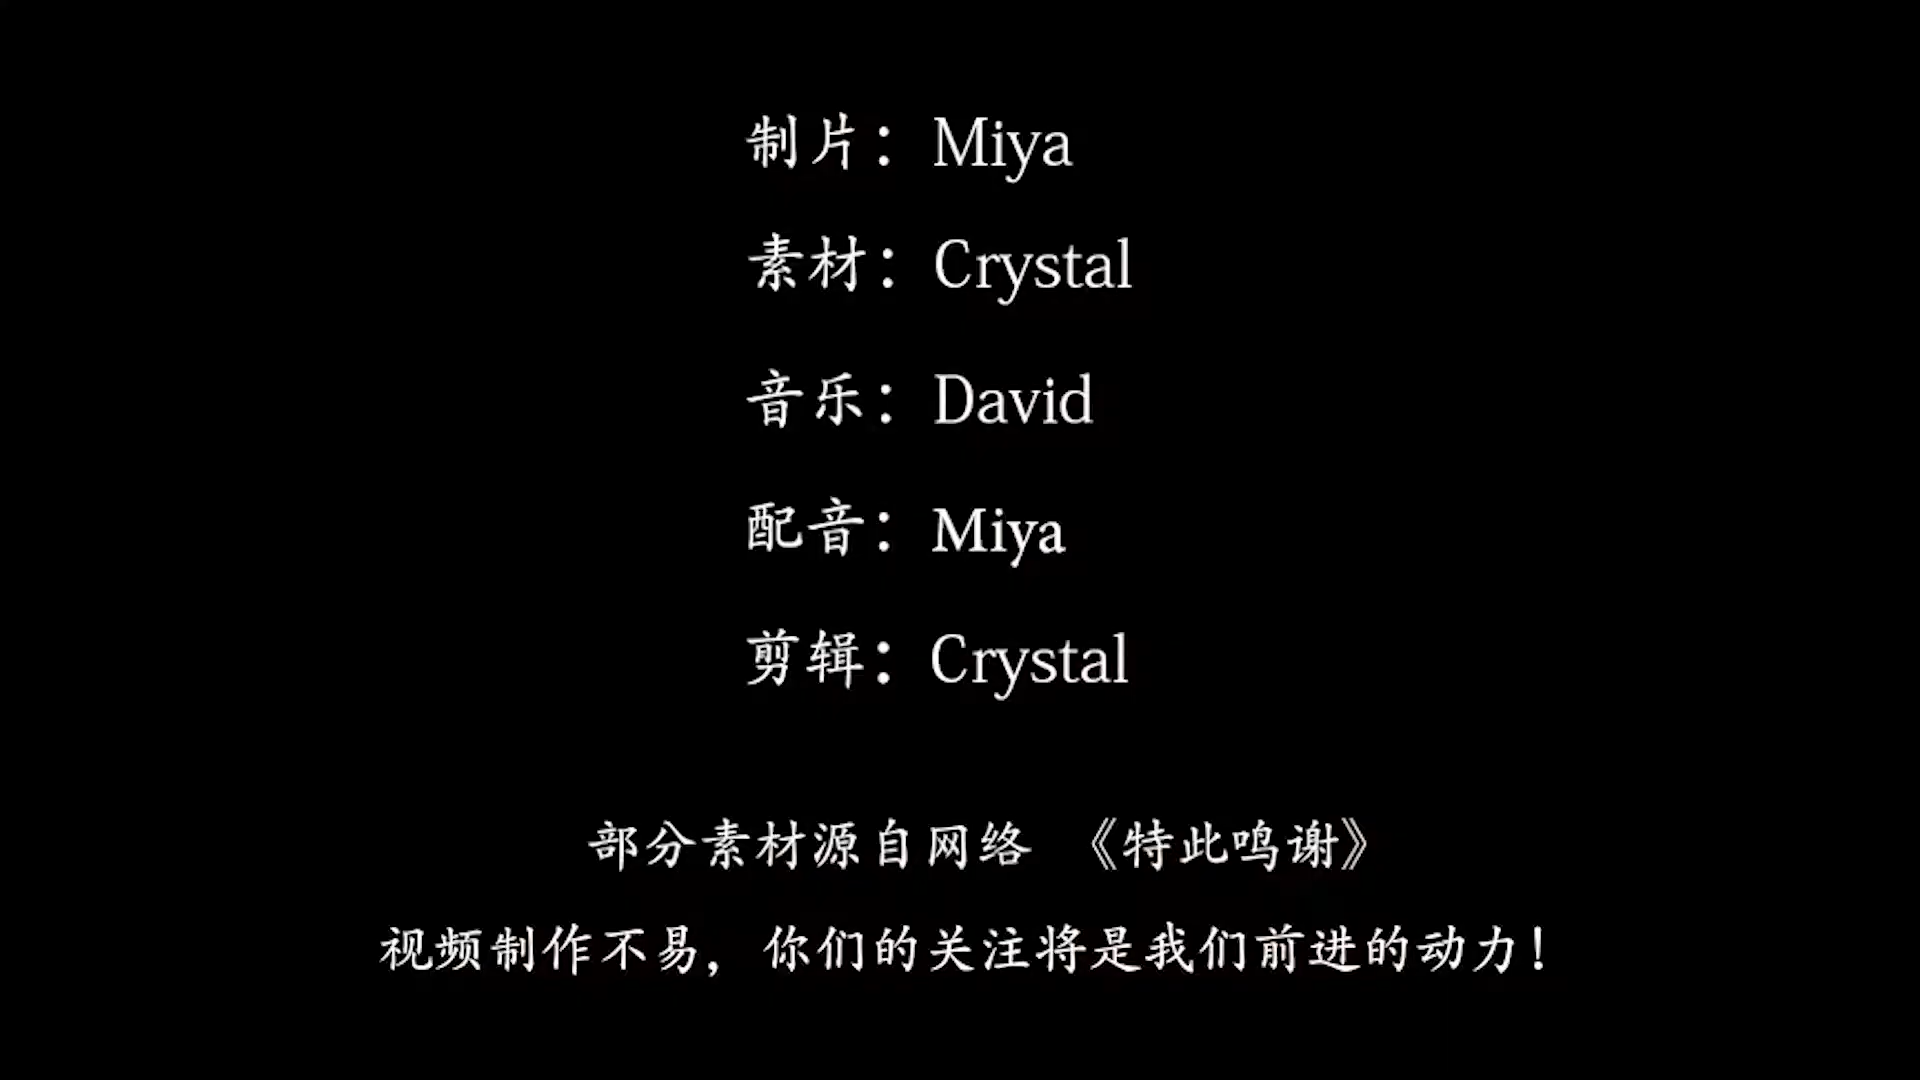 制片：Miya
素材：Crystal
音乐：David
配音：Miya
剪辑：Crystal
部分素材源自网络 《特此鸣谢》
视频制作不易，你们的关注将是我们前进的动力！